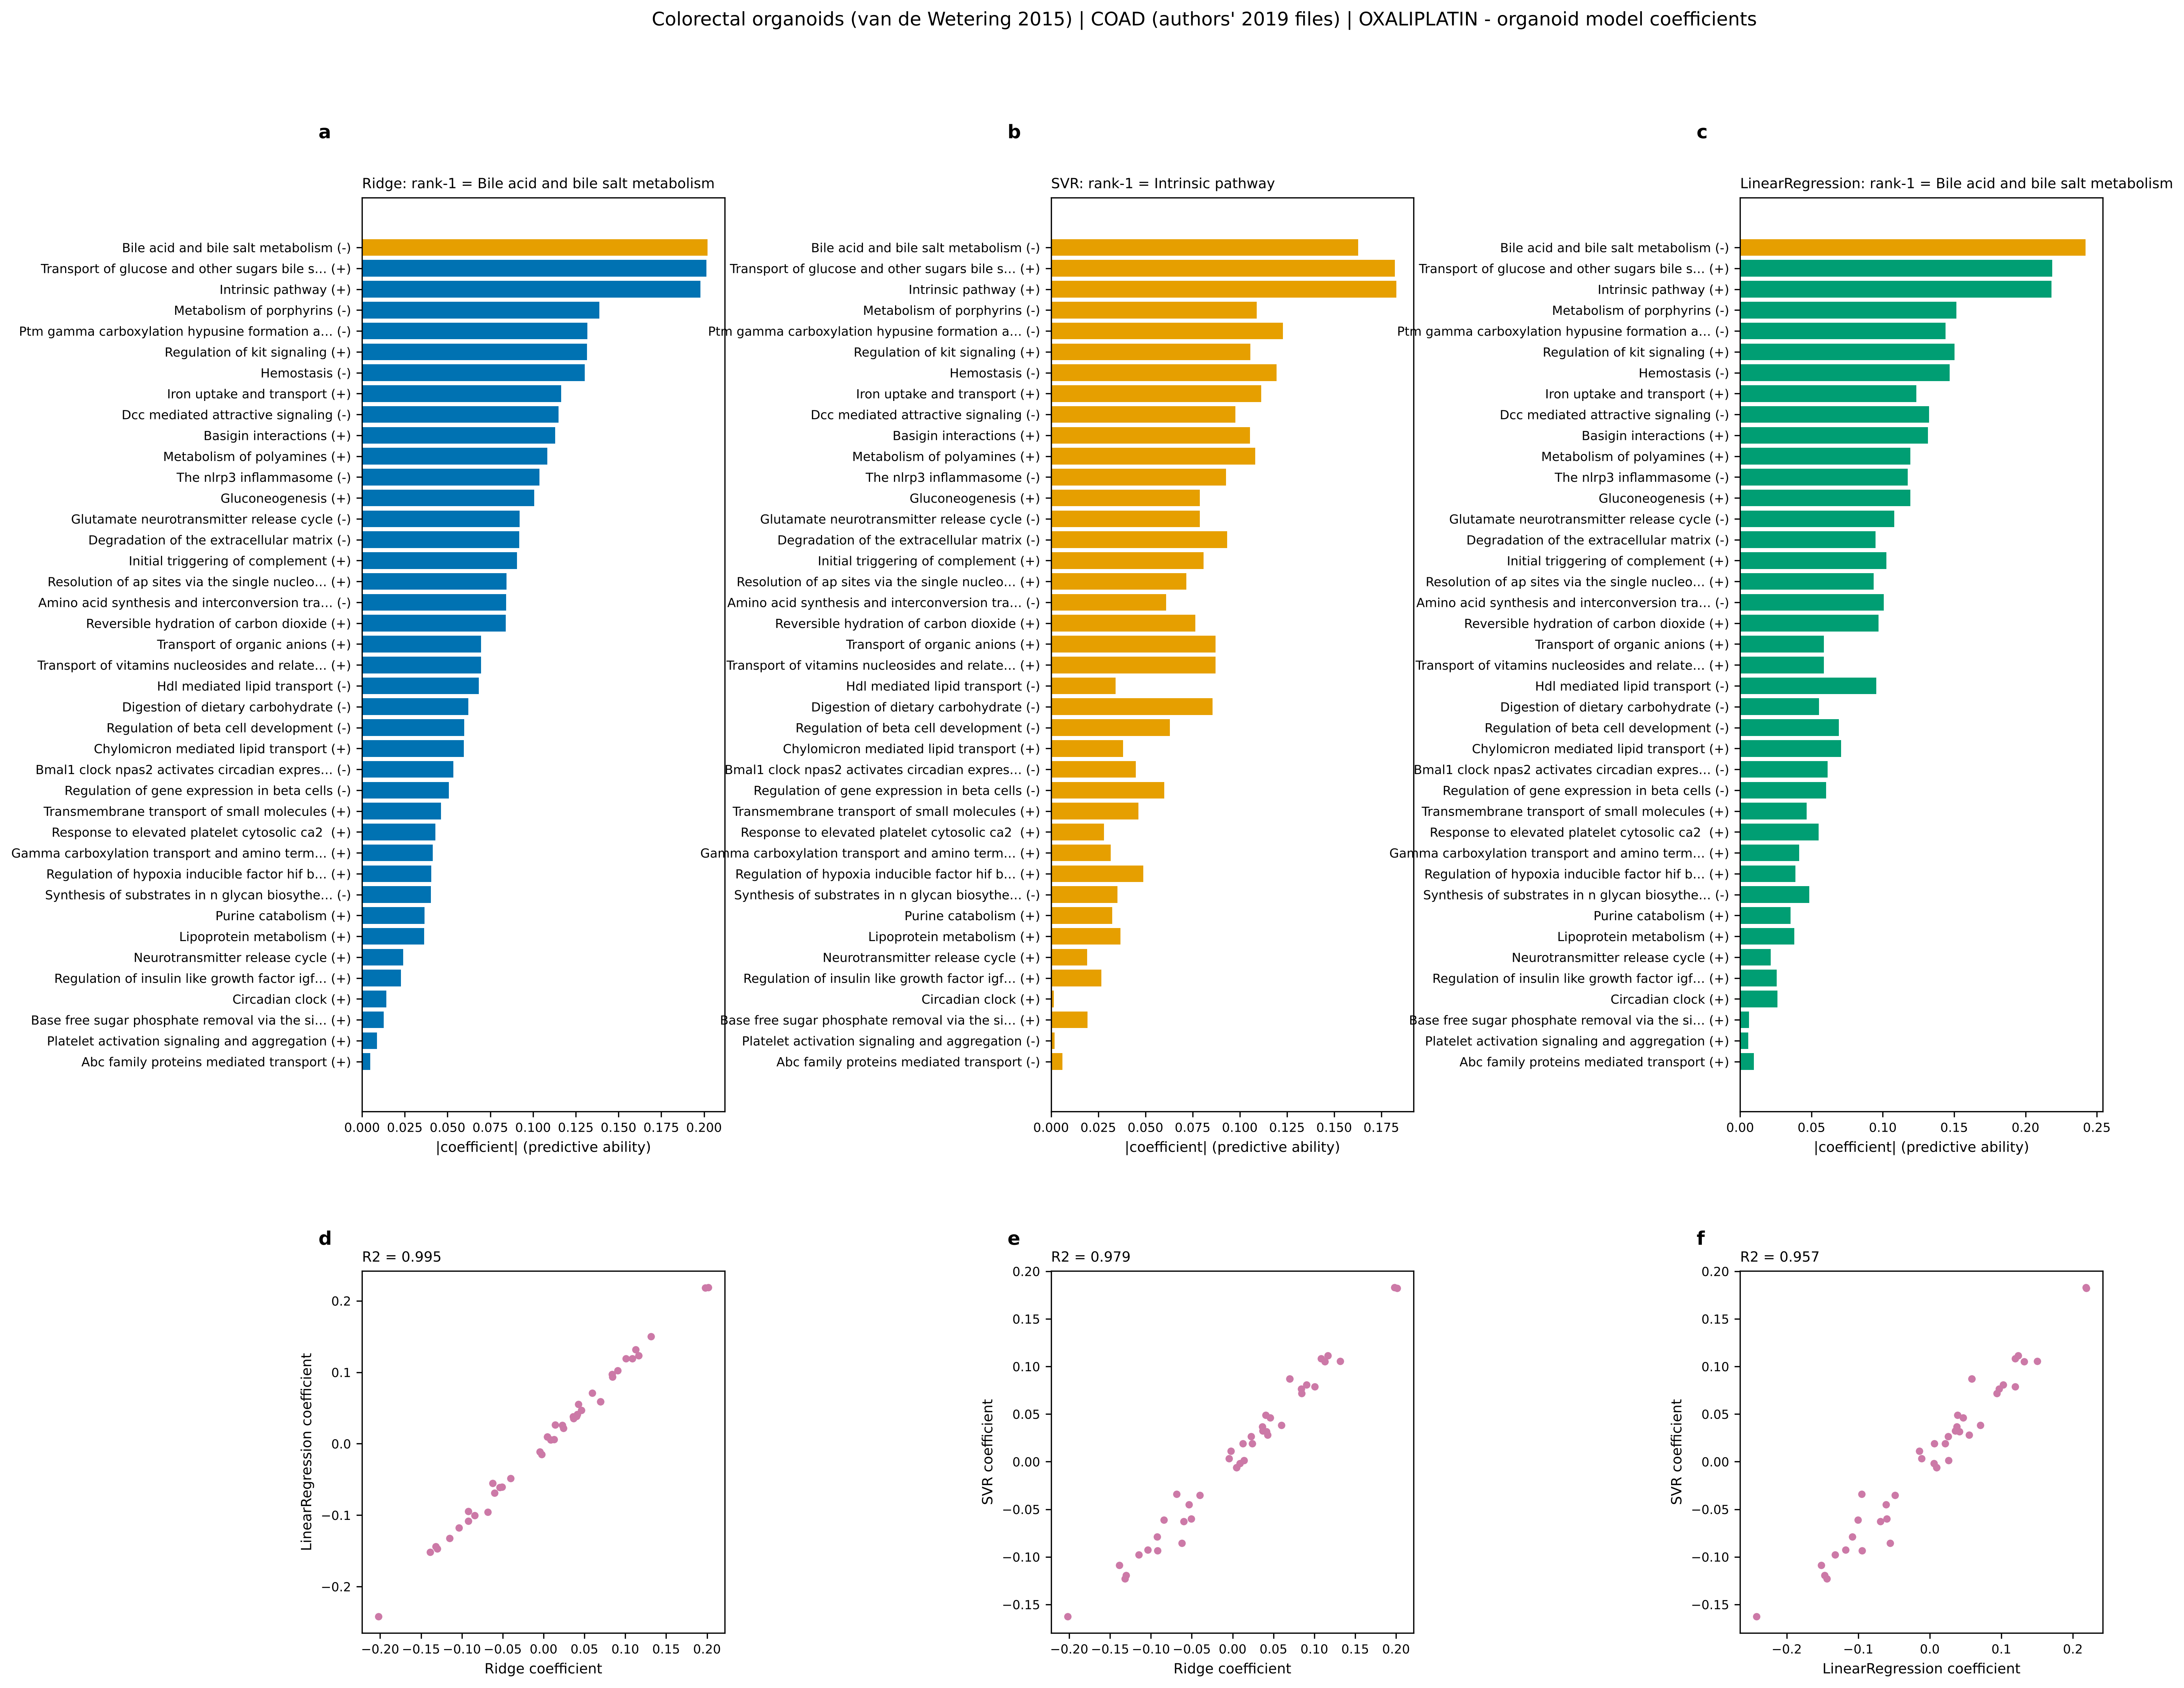 Colorectal organoids (van de Wetering 2015) | COAD (authors' 2019 files) | OXALIPLATIN - organoid model coefficients
a
Ridge: rank-1 = Bile acid and bile salt metabolism
Bile acid and bile salt metabolism (-)
Transport of glucose and other sugars bile s... (+)
Intrinsic pathway (+)
Metabolism of porphyrins (-)
Ptm gamma carboxylation hypusine formation a... (-)
Regulation of kit signaling (+)
Hemostasis (-)
Iron uptake and transport (+)
Dcc mediated attractive signaling (-)
Basigin interactions (+)
Metabolism of polyamines (+)
The nlrp3 inflammasome (-)
Gluconeogenesis (+)
Glutamate neurotransmitter release cycle (-)
Degradation of the extracellular matrix (-)
Initial triggering of complement (+)
Resolution of ap sites via the single nucleo... (+)
Amino acid synthesis and interconversion tra... (-)
Reversible hydration of carbon dioxide (+)
Transport of organic anions (+)
Transport of vitamins nucleosides and relate... (+)
Hdl mediated lipid transport (-)
Digestion of dietary carbohydrate (-)
Regulation of beta cell development (-)
Chylomicron mediated lipid transport (+)
Bmal1 clock npas2 activates circadian expres... (-)
Regulation of gene expression in beta cells (-)
Transmembrane transport of small molecules (+)
Response to elevated platelet cytosolic ca2  (+)
Gamma carboxylation transport and amino term... (+)
Regulation of hypoxia inducible factor hif b... (+)
Synthesis of substrates in n glycan biosythe... (-)
Purine catabolism (+)
Lipoprotein metabolism (+)
Neurotransmitter release cycle (+)
Regulation of insulin like growth factor igf... (+)
Circadian clock (+)
Base free sugar phosphate removal via the si... (+)
Platelet activation signaling and aggregation (+)
Abc family proteins mediated transport (+)
0.000 0.025 0.050 0.075 0.100 0.125 0.150 0.175 0.200
|coefficient| (predictive ability)
b
SVR: rank-1 = Intrinsic pathway
Bile acid and bile salt metabolism (-)
Transport of glucose and other sugars bile s... (+)
Intrinsic pathway (+)
Metabolism of porphyrins (-)
Ptm gamma carboxylation hypusine formation a... (-)
Regulation of kit signaling (+)
Hemostasis (-)
Iron uptake and transport (+)
Dcc mediated attractive signaling (-)
Basigin interactions (+)
Metabolism of polyamines (+)
The nlrp3 inflammasome (-)
Gluconeogenesis (+)
Glutamate neurotransmitter release cycle (-)
Degradation of the extracellular matrix (-)
Initial triggering of complement (+)
Resolution of ap sites via the single nucleo... (+)
Amino acid synthesis and interconversion tra... (-)
Reversible hydration of carbon dioxide (+)
Transport of organic anions (+)
Transport of vitamins nucleosides and relate... (+)
Hdl mediated lipid transport (-)
Digestion of dietary carbohydrate (-)
Regulation of beta cell development (-)
Chylomicron mediated lipid transport (+)
Bmal1 clock npas2 activates circadian expres... (-)
Regulation of gene expression in beta cells (-)
Transmembrane transport of small molecules (+)
Response to elevated platelet cytosolic ca2  (+)
Gamma carboxylation transport and amino term... (+)
Regulation of hypoxia inducible factor hif b... (+)
Synthesis of substrates in n glycan biosythe... (-)
Purine catabolism (+)
Lipoprotein metabolism (+)
Neurotransmitter release cycle (+)
Regulation of insulin like growth factor igf... (+)
Circadian clock (+)
Base free sugar phosphate removal via the si... (+)
Platelet activation signaling and aggregation (-)
Abc family proteins mediated transport (-)
0.000 0.025 0.050 0.075 0.100 0.125 0.150 0.175
|coefficient| (predictive ability)
c
LinearRegression: rank-1 = Bile acid and bile salt metabolism
Bile acid and bile salt metabolism (-)
Transport of glucose and other sugars bile s... (+)
Intrinsic pathway (+)
Metabolism of porphyrins (-)
Ptm gamma carboxylation hypusine formation a... (-)
Regulation of kit signaling (+)
Hemostasis (-)
Iron uptake and transport (+)
Dcc mediated attractive signaling (-)
Basigin interactions (+)
Metabolism of polyamines (+)
The nlrp3 inflammasome (-)
Gluconeogenesis (+)
Glutamate neurotransmitter release cycle (-)
Degradation of the extracellular matrix (-)
Initial triggering of complement (+)
Resolution of ap sites via the single nucleo... (+)
Amino acid synthesis and interconversion tra... (-)
Reversible hydration of carbon dioxide (+)
Transport of organic anions (+)
Transport of vitamins nucleosides and relate... (+)
Hdl mediated lipid transport (-)
Digestion of dietary carbohydrate (-)
Regulation of beta cell development (-)
Chylomicron mediated lipid transport (+)
Bmal1 clock npas2 activates circadian expres... (-)
Regulation of gene expression in beta cells (-)
Transmembrane transport of small molecules (+)
Response to elevated platelet cytosolic ca2  (+)
Gamma carboxylation transport and amino term... (+)
Regulation of hypoxia inducible factor hif b... (+)
Synthesis of substrates in n glycan biosythe... (-)
Purine catabolism (+)
Lipoprotein metabolism (+)
Neurotransmitter release cycle (+)
Regulation of insulin like growth factor igf... (+)
Circadian clock (+)
Base free sugar phosphate removal via the si... (+)
Platelet activation signaling and aggregation (+)
Abc family proteins mediated transport (+)
0.00 0.05 0.10 0.15 0.20 0.25
|coefficient| (predictive ability)
d
R2 = 0.995
LinearRegression coefficient
0.2
0.1
0.0
−0.1
−0.2
−0.20 −0.15 −0.10 −0.05 0.00 0.05 0.10 0.15 0.20
Ridge coefficient
e
R2 = 0.979
SVR coefficient
0.20
0.15
0.10
0.05
0.00
−0.05
−0.10
−0.15
−0.20 −0.15 −0.10 −0.05 0.00 0.05 0.10 0.15 0.20
Ridge coefficient
f
R2 = 0.957
SVR coefficient
0.20
0.15
0.10
0.05
0.00
−0.05
−0.10
−0.15
−0.2 −0.1 0.0 0.1 0.2
LinearRegression coefficient